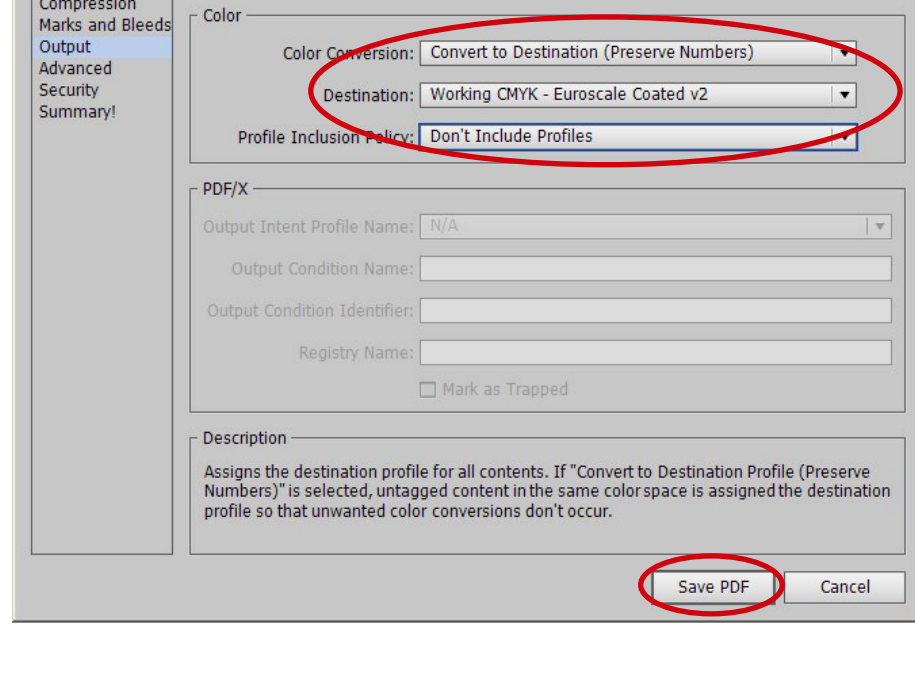 Compression
Marks and Bleeds
Output
Advanced
Security
Summary!
Color
Color Conversion: Convert to Destination (Preserve Numbers)
Destination: Working CMYK - Euroscale Coated v2
Profile Inclusion Policy: Don't Include Profiles
PDF/X
Output Intent Profile Name: N/A
Output Condition Name:
Output Condition Identifier:
Registry Name:
Mark as Trapped
Description
Assigns the destination profile for all contents. If "Convert to Destination Profile (Preserve
Numbers)" is selected, untagged content in the same color space is assigned the destination
profile so that unwanted color conversions don't occur.
Save PDF
Cancel